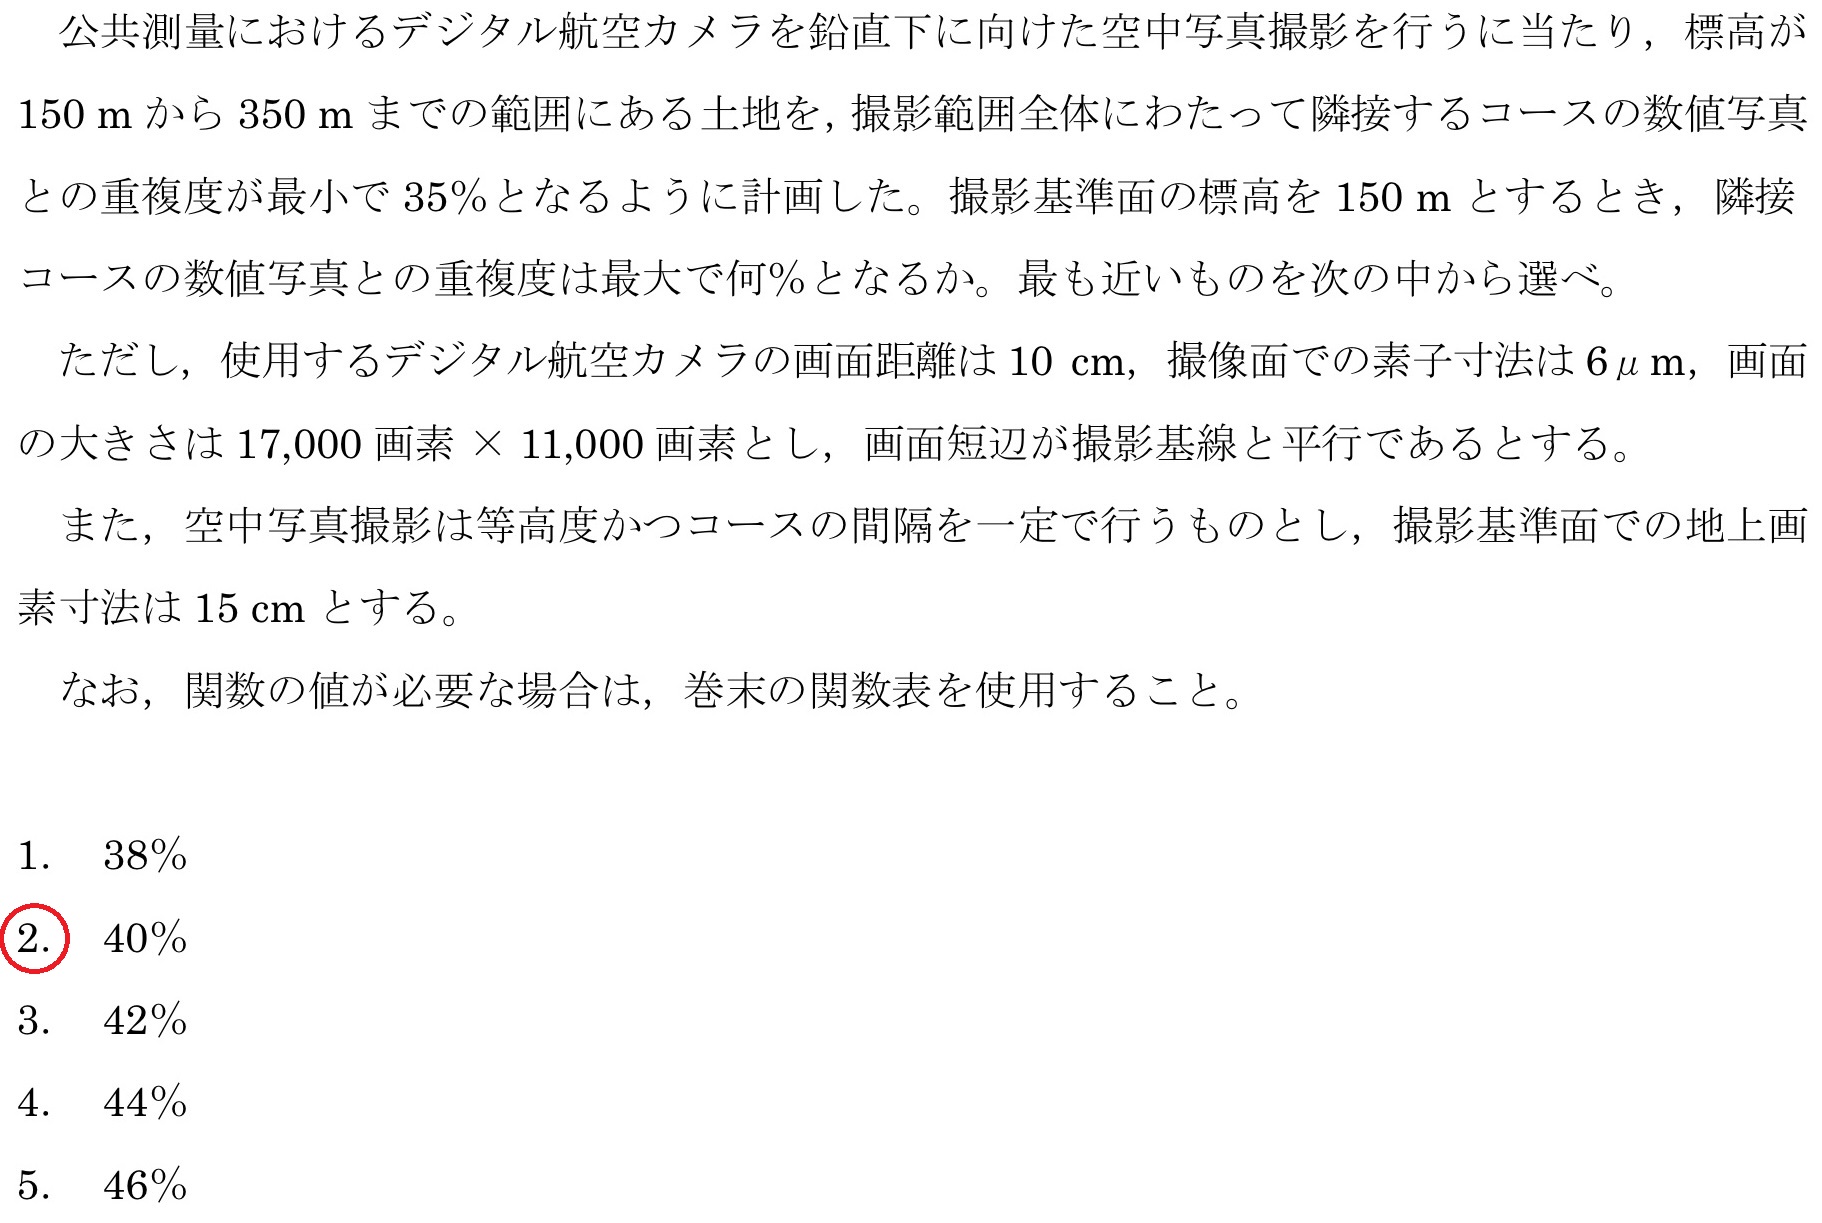 公共測量におけるデジタル航空カメラを鉛直下に向けた空中写真撮影を行うに当たり，標高が
150 m から 350 m までの範囲にある土地を，撮影範囲全体にわたって隣接するコースの数値写真
との重複度が最小で 35％となるように計画した。撮影基準面の標高を 150 m とするとき，隣接
コースの数値写真との重複度は最大で何％となるか。最も近いものを次の中から選べ。
ただし，使用するデジタル航空カメラの画面距離は 10 cm，撮像面での素子寸法は 6μm，画面
の大きさは 17,000 画素 × 11,000 画素とし，画面短辺が撮影基線と平行であるとする。
また，空中写真撮影は等高度かつコースの間隔を一定で行うものとし，撮影基準面での地上画
素寸法は 15 cm とする。
なお，関数の値が必要な場合は，巻末の関数表を使用すること。
1. 38％
2. 40％
3. 42％
4. 44％
5. 46％